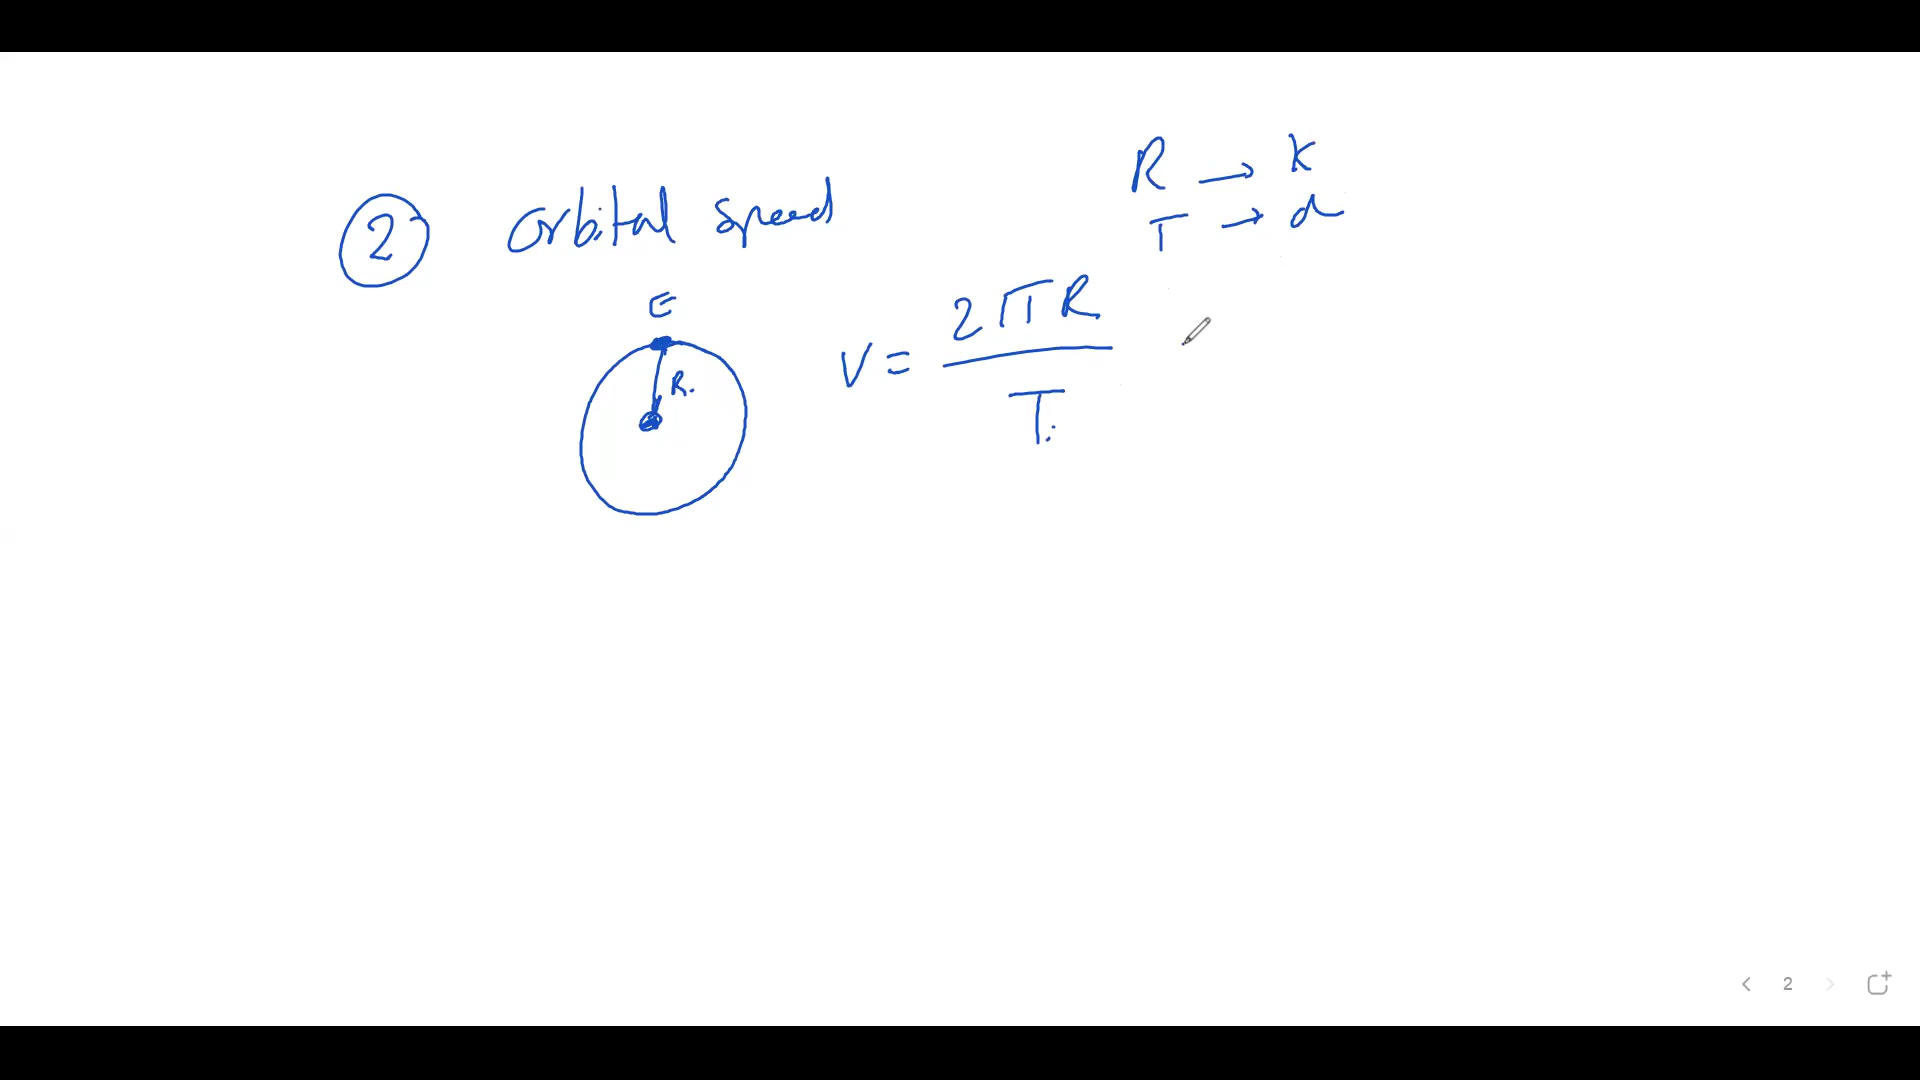 R → k
② orbital speed
T → d
E
V = 2πR / T.
R.
2